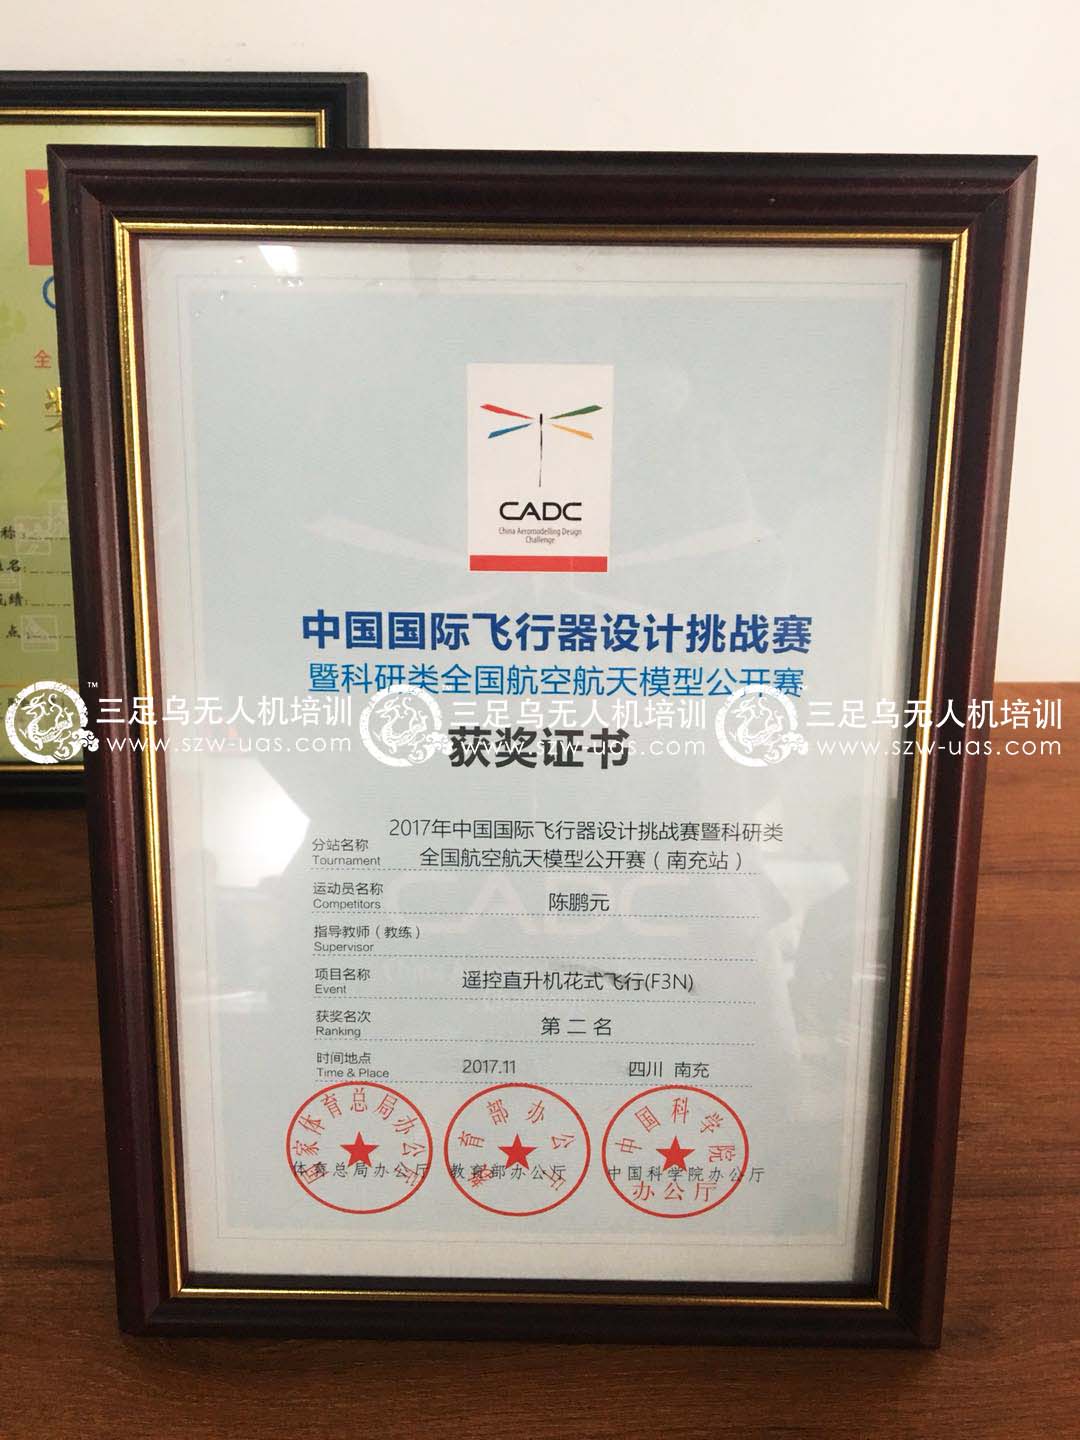 CADC
China Aeromodelling Design
Challenge
中国国际飞行器设计挑战赛
暨科研类全国航空航天模型公开赛
获奖证书
三足乌无人机培训
www.szw-uas.com
三足乌无人机培训
www.szw-uas.com
三足乌无人机培训
www.szw-uas.com
分站名称
Tournament
2017年中国国际飞行器设计挑战赛暨科研类
全国航空航天模型公开赛（南充站）
运动员名称
Competitors
陈鹏元
指导教师（教练）
Supervisor
项目名称
Event
遥控直升机花式飞行(F3N)
获奖名次
Ranking
第二名
时间地点
Time & Place
2017.11
四川 南充
国家体育总局办公厅
体育总局办公厅
教育部办公厅
教育部办公厅
中国科学院
办公厅
中国科学院办公厅
全
奖
称:
名:
绩:
点: